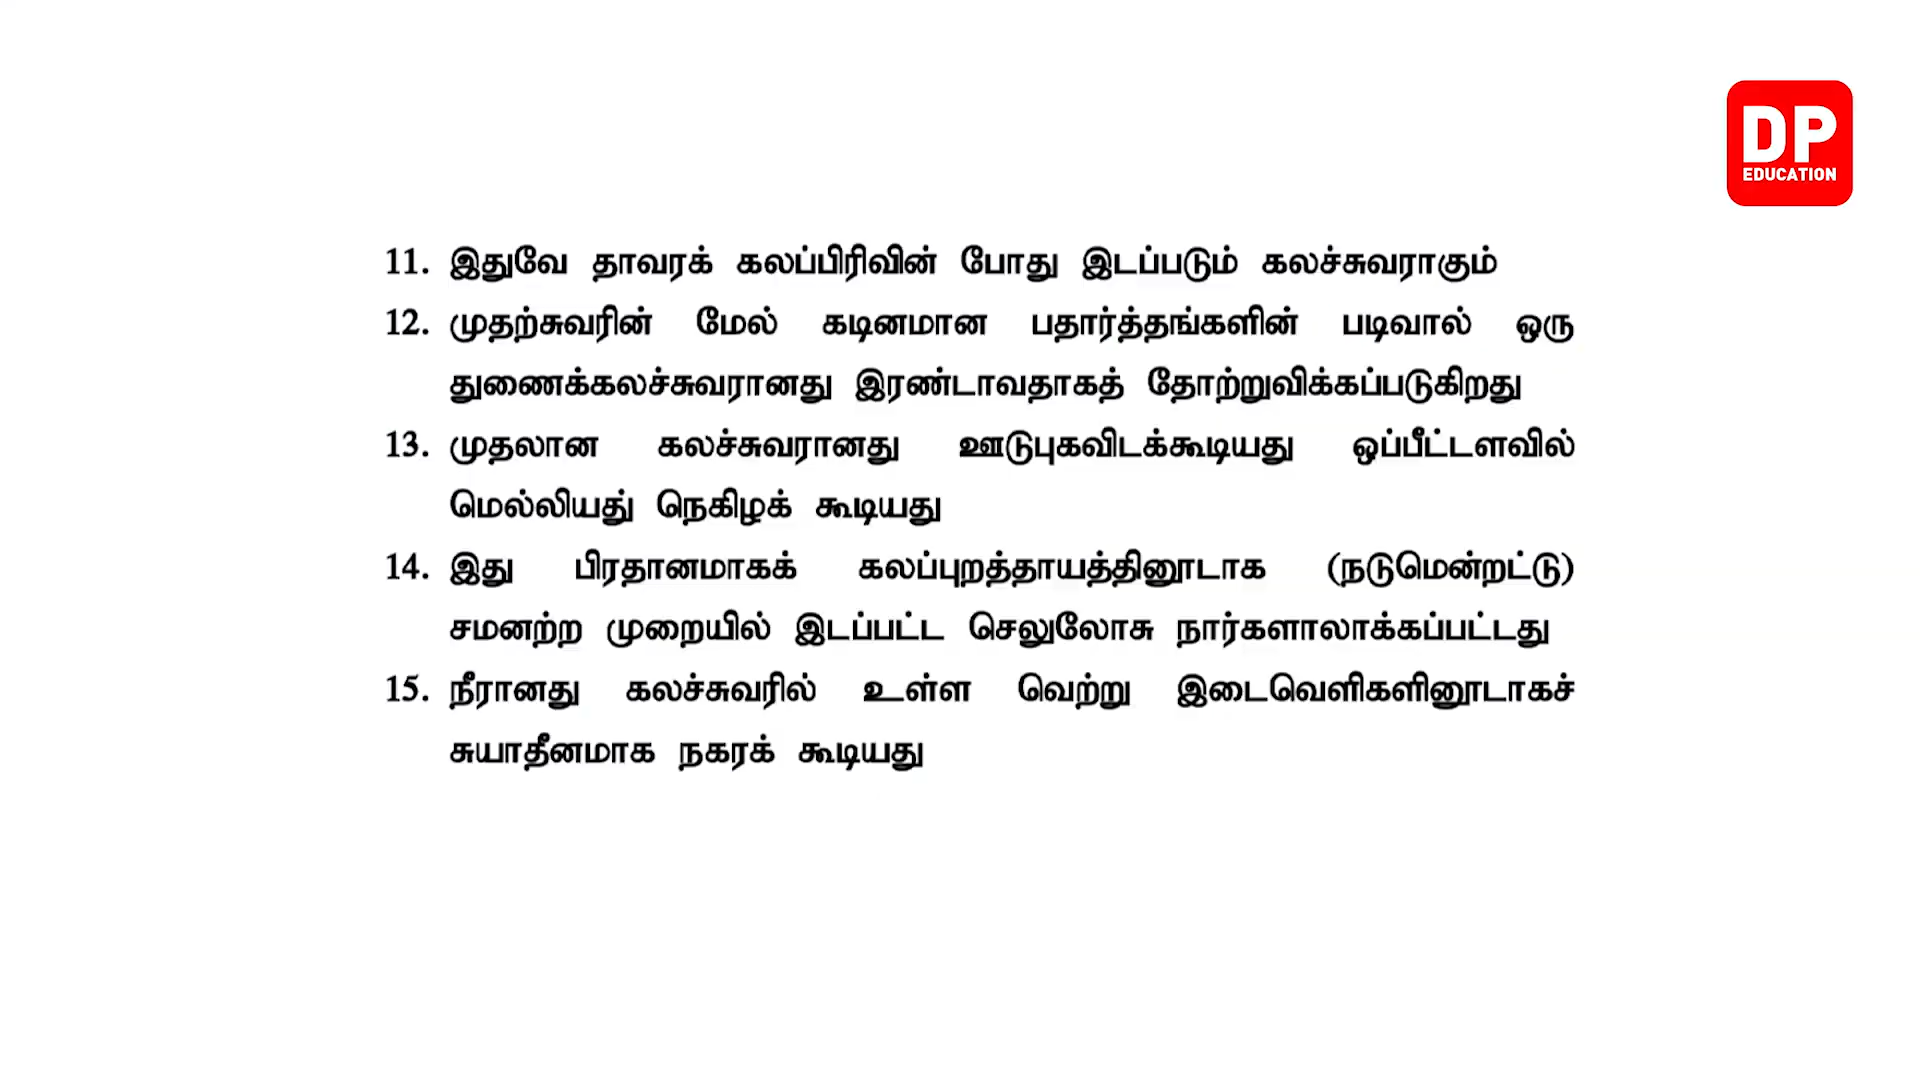 DP
EDUCATION
11. இதுவே தாவரக் கலப்பிரிவின் போது இடப்படும் கலச்சுவராகும்
12. முதற்சுவரின் மேல் கடினமான பதார்த்தங்களின் படிவால் ஒரு
துணைக்கலச்சுவரானது இரண்டாவதாகத் தோற்றுவிக்கப்படுகிறது
13. முதலான கலச்சுவரானது ஊடுபுகவிடக்கூடியது ஒப்பீட்டளவில்
மெல்லியது் நெகிழக் கூடியது
14. இது பிரதானமாகக் கலப்புறத்தாயத்தினூடாக (நடுமென்றட்டு)
சமனற்ற முறையில் இடப்பட்ட செலுலோசு நார்களாலாக்கப்பட்டது
15. நீரானது கலச்சுவரில் உள்ள வெற்று இடைவெளிகளினூடாகச்
சுயாதீனமாக நகரக் கூடியது